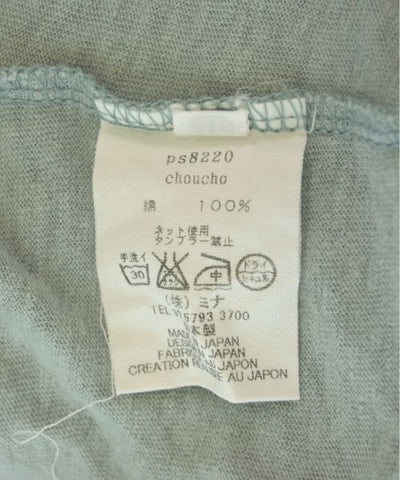 ps8220
choucho
綿 100%
ネット使用
タンブラー禁止
手洗イ
30 中 ドライ
(株) ミナ
TEL 5793 3700
本製
MADE JAPAN
DESIGN JAPAN
FABRICATION JAPAN
CREATION AU JAPON